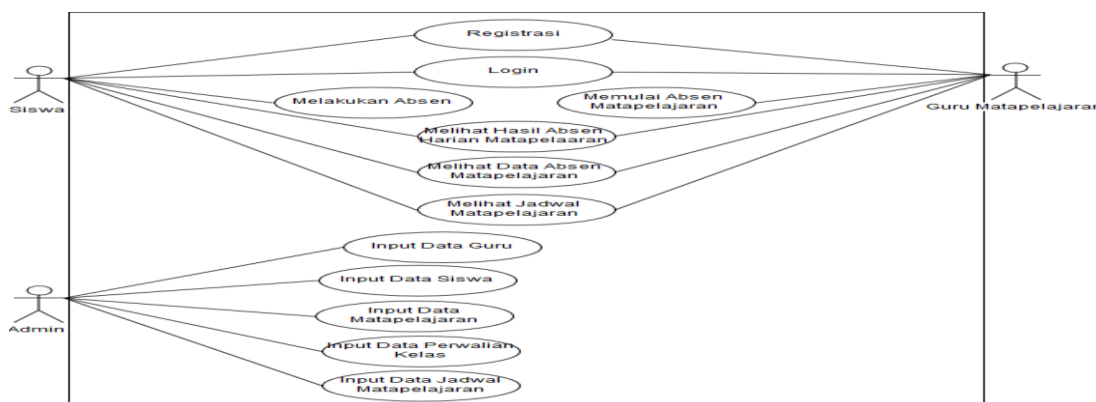 Registrasi
Login
Siswa
Melakukan Absen
Memulai Absen
Matapelajaran
Guru Matapelajaran
Melihat Hasil Absen
Harian Matapelaaran
Melihat Data Absen
Matapelajaran
Melihat Jadwal
Matapelajaran
Input Data Guru
Input Data Siswa
Admin
Input Data
Matapelajaran
Input Data Perwalian
Kelas
Input Data Jadwal
Matapelajaran